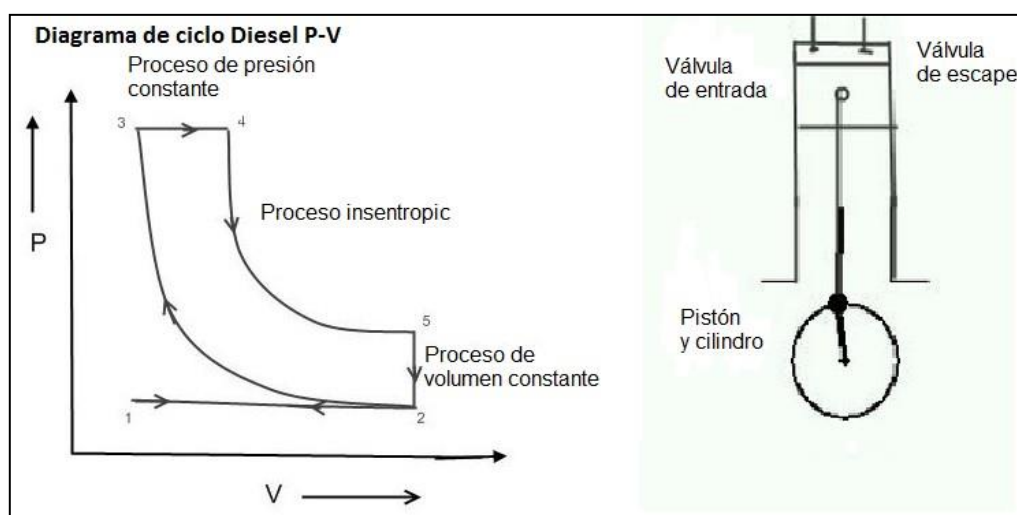 Diagrama de ciclo Diesel P-V
Proceso de presión
constante
3
4
P
Proceso insentropic
5
Proceso de
volumen constante
1
2
V
Válvula
de entrada
Válvula
de escape
Pistón
y cilindro